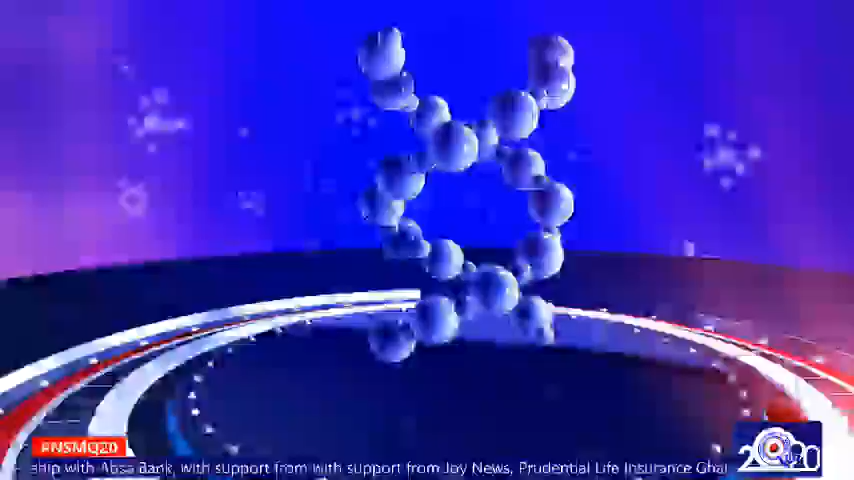 #NSMQ20
ship with Absa Bank, with support from with support from Joy News, Prudential Life Insurance Gha
2020